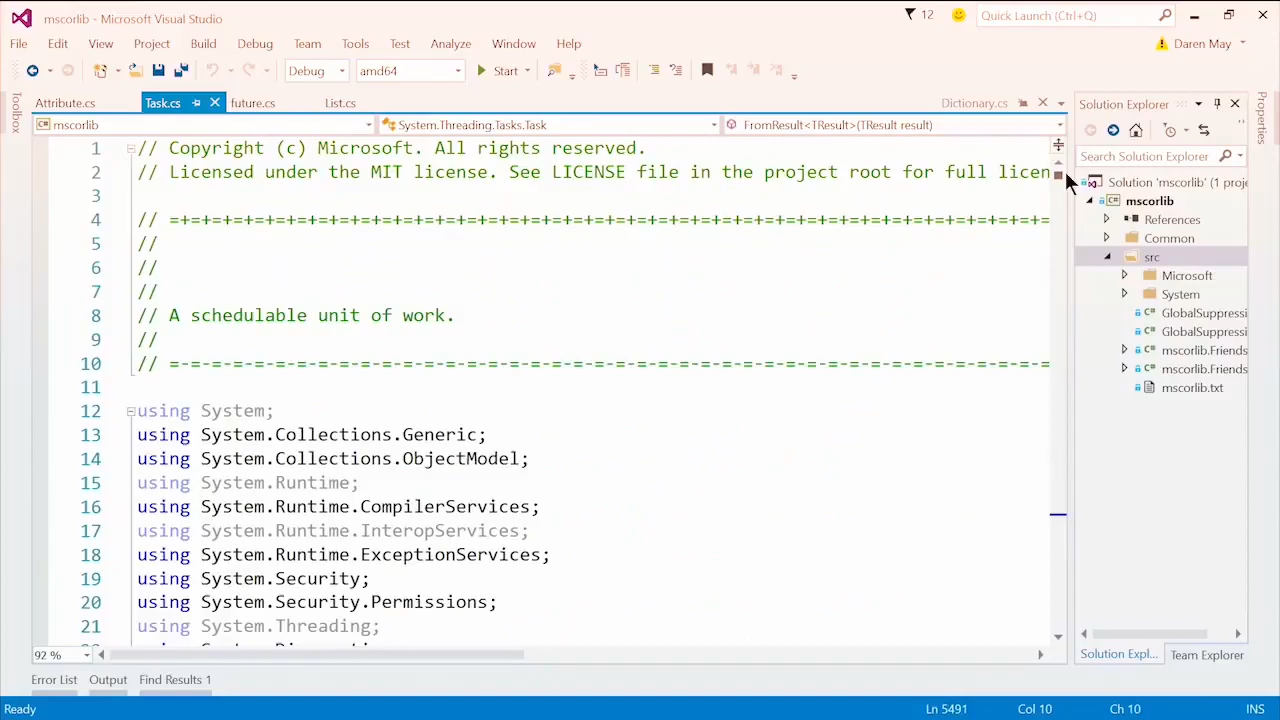 mscorlib - Microsoft Visual Studio
12
Quick Launch (Ctrl+Q)
File Edit View Project Build Debug Team Tools Test Analyze Window Help
Daren May
Debug amd64 Start
Toolbox
Attribute.cs Task.cs future.cs List.cs Dictionary.cs
mscorlib System.Threading.Tasks.Task FromResult<TResult>(TResult result)
1 // Copyright (c) Microsoft. All rights reserved.
2 // Licensed under the MIT license. See LICENSE file in the project root for full licen
3
4 // =+=+=+=+=+=+=+=+=+=+=+=+=+=+=+=+=+=+=+=+=+=+=+=+=+=+=+=+=+=+=+=+=+=+=+=+=+=+=+=+=+=
5 //
6 //
7 //
8 // A schedulable unit of work.
9 //
10 // =-=-=-=-=-=-=-=-=-=-=-=-=-=-=-=-=-=-=-=-=-=-=-=-=-=-=-=-=-=-=-=-=-=-=-=-=-=-=-=-=-=
11
12 using System;
13 using System.Collections.Generic;
14 using System.Collections.ObjectModel;
15 using System.Runtime;
16 using System.Runtime.CompilerServices;
17 using System.Runtime.InteropServices;
18 using System.Runtime.ExceptionServices;
19 using System.Security;
20 using System.Security.Permissions;
21 using System.Threading;
92 %
Solution Explorer
Search Solution Explorer
Solution 'mscorlib' (1 proje
mscorlib
References
Common
src
Microsoft
System
GlobalSuppressi
GlobalSuppressi
mscorlib.Friends
mscorlib.Friends
mscorlib.txt
Solution Expl... Team Explorer
Properties
Error List Output Find Results 1
Ready Ln 5491 Col 10 Ch 10 INS